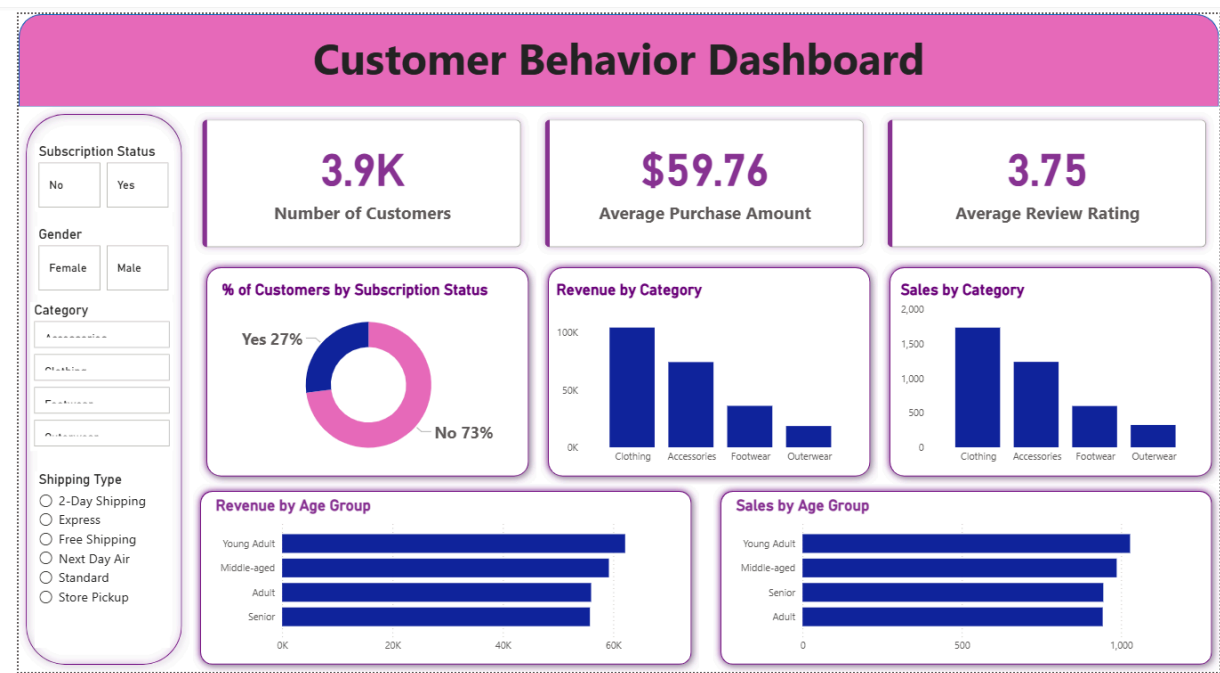 Customer Behavior Dashboard
Subscription Status
No Yes
Gender
Female Male
Category
Shipping Type
2-Day Shipping
Express
Free Shipping
Next Day Air
Standard
Store Pickup
3.9K
Number of Customers
$59.76
Average Purchase Amount
3.75
Average Review Rating
% of Customers by Subscription Status
Yes 27%
No 73%
Revenue by Category
100K
50K
0K
Clothing Accessories Footwear Outerwear
Sales by Category
2,000
1,500
1,000
500
0
Clothing Accessories Footwear Outerwear
Revenue by Age Group
Young Adult
Middle-aged
Adult
Senior
0K 20K 40K 60K
Sales by Age Group
Young Adult
Middle-aged
Senior
Adult
0 500 1,000